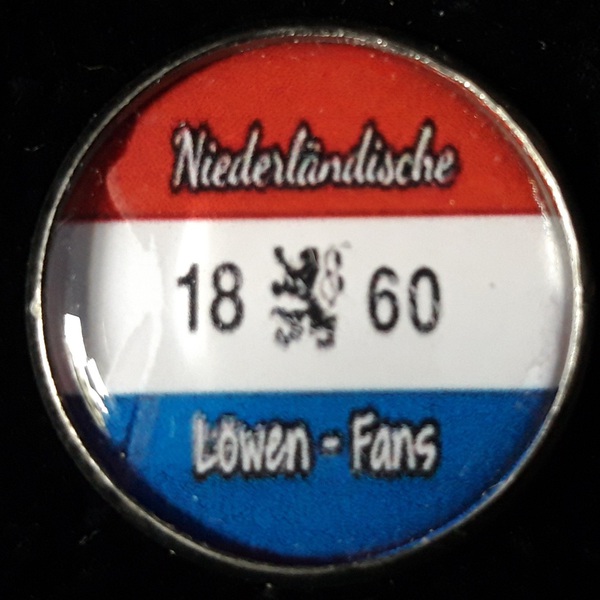 Niederländische
18 60
Löwen - Fans